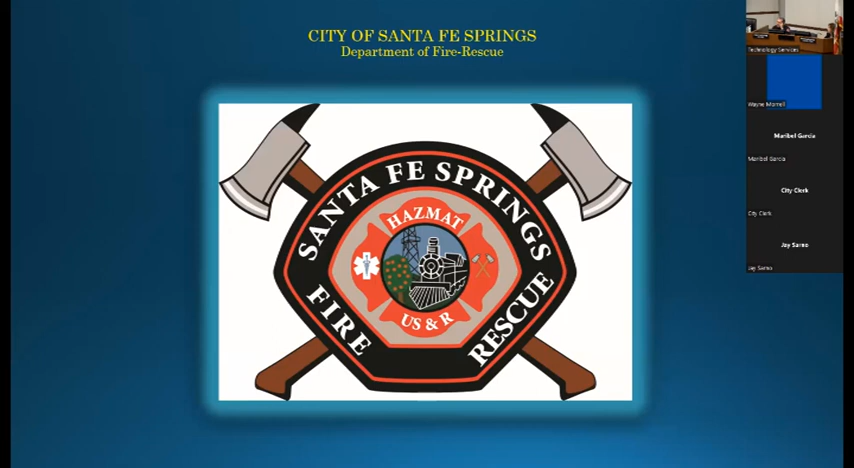 CITY OF SANTA FE SPRINGS
Department of Fire-Rescue
SANTA FE SPRINGS
HAZMAT
US & R
FIRE
RESCUE
Technology Services
Wayne Morrell
Maribel Garcia
Maribel Garcia
City Clerk
City Clerk
Jay Sarno
Jay Sarno